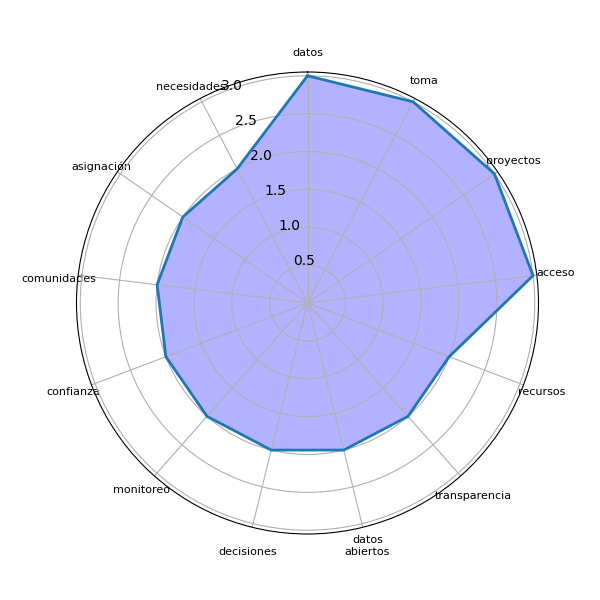 datos
toma
necesidades
3.0
2.5
proyectos
2.0
asignación
1.5
1.0
0.5
acceso
comunidades
confianza
recursos
monitoreo
transparencia
decisiones
datos
abiertos